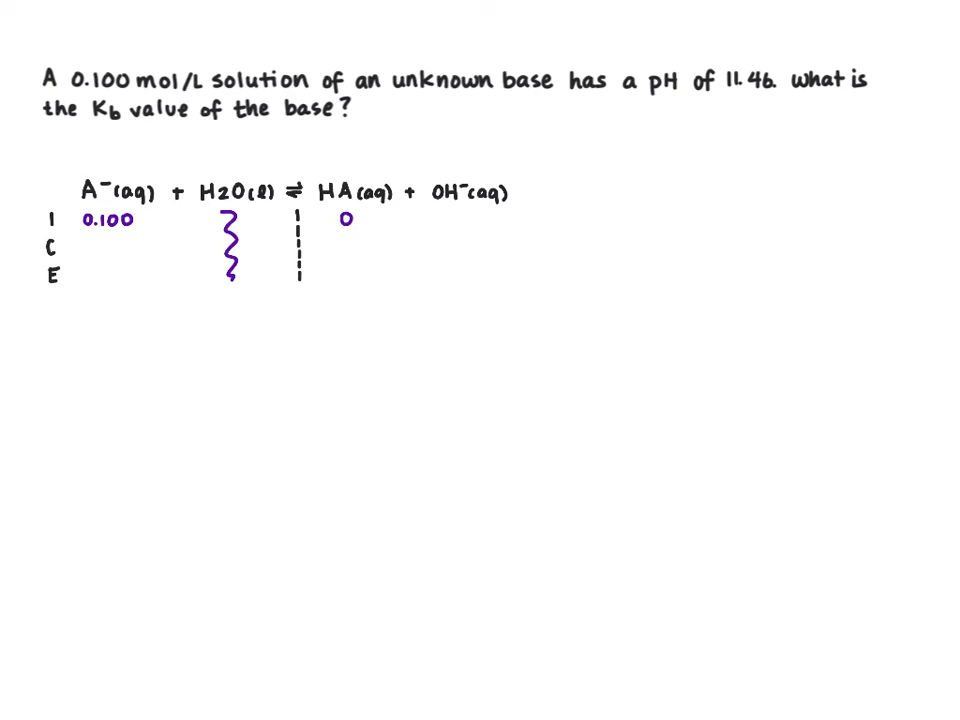 A 0.100 mol/L solution of an unknown base has a pH of 11.46. What is
the Kb value of the base?
A⁻(aq) + H2O(l) ⇌ HA(aq) + OH⁻(aq)
I 0.100 0
C
E